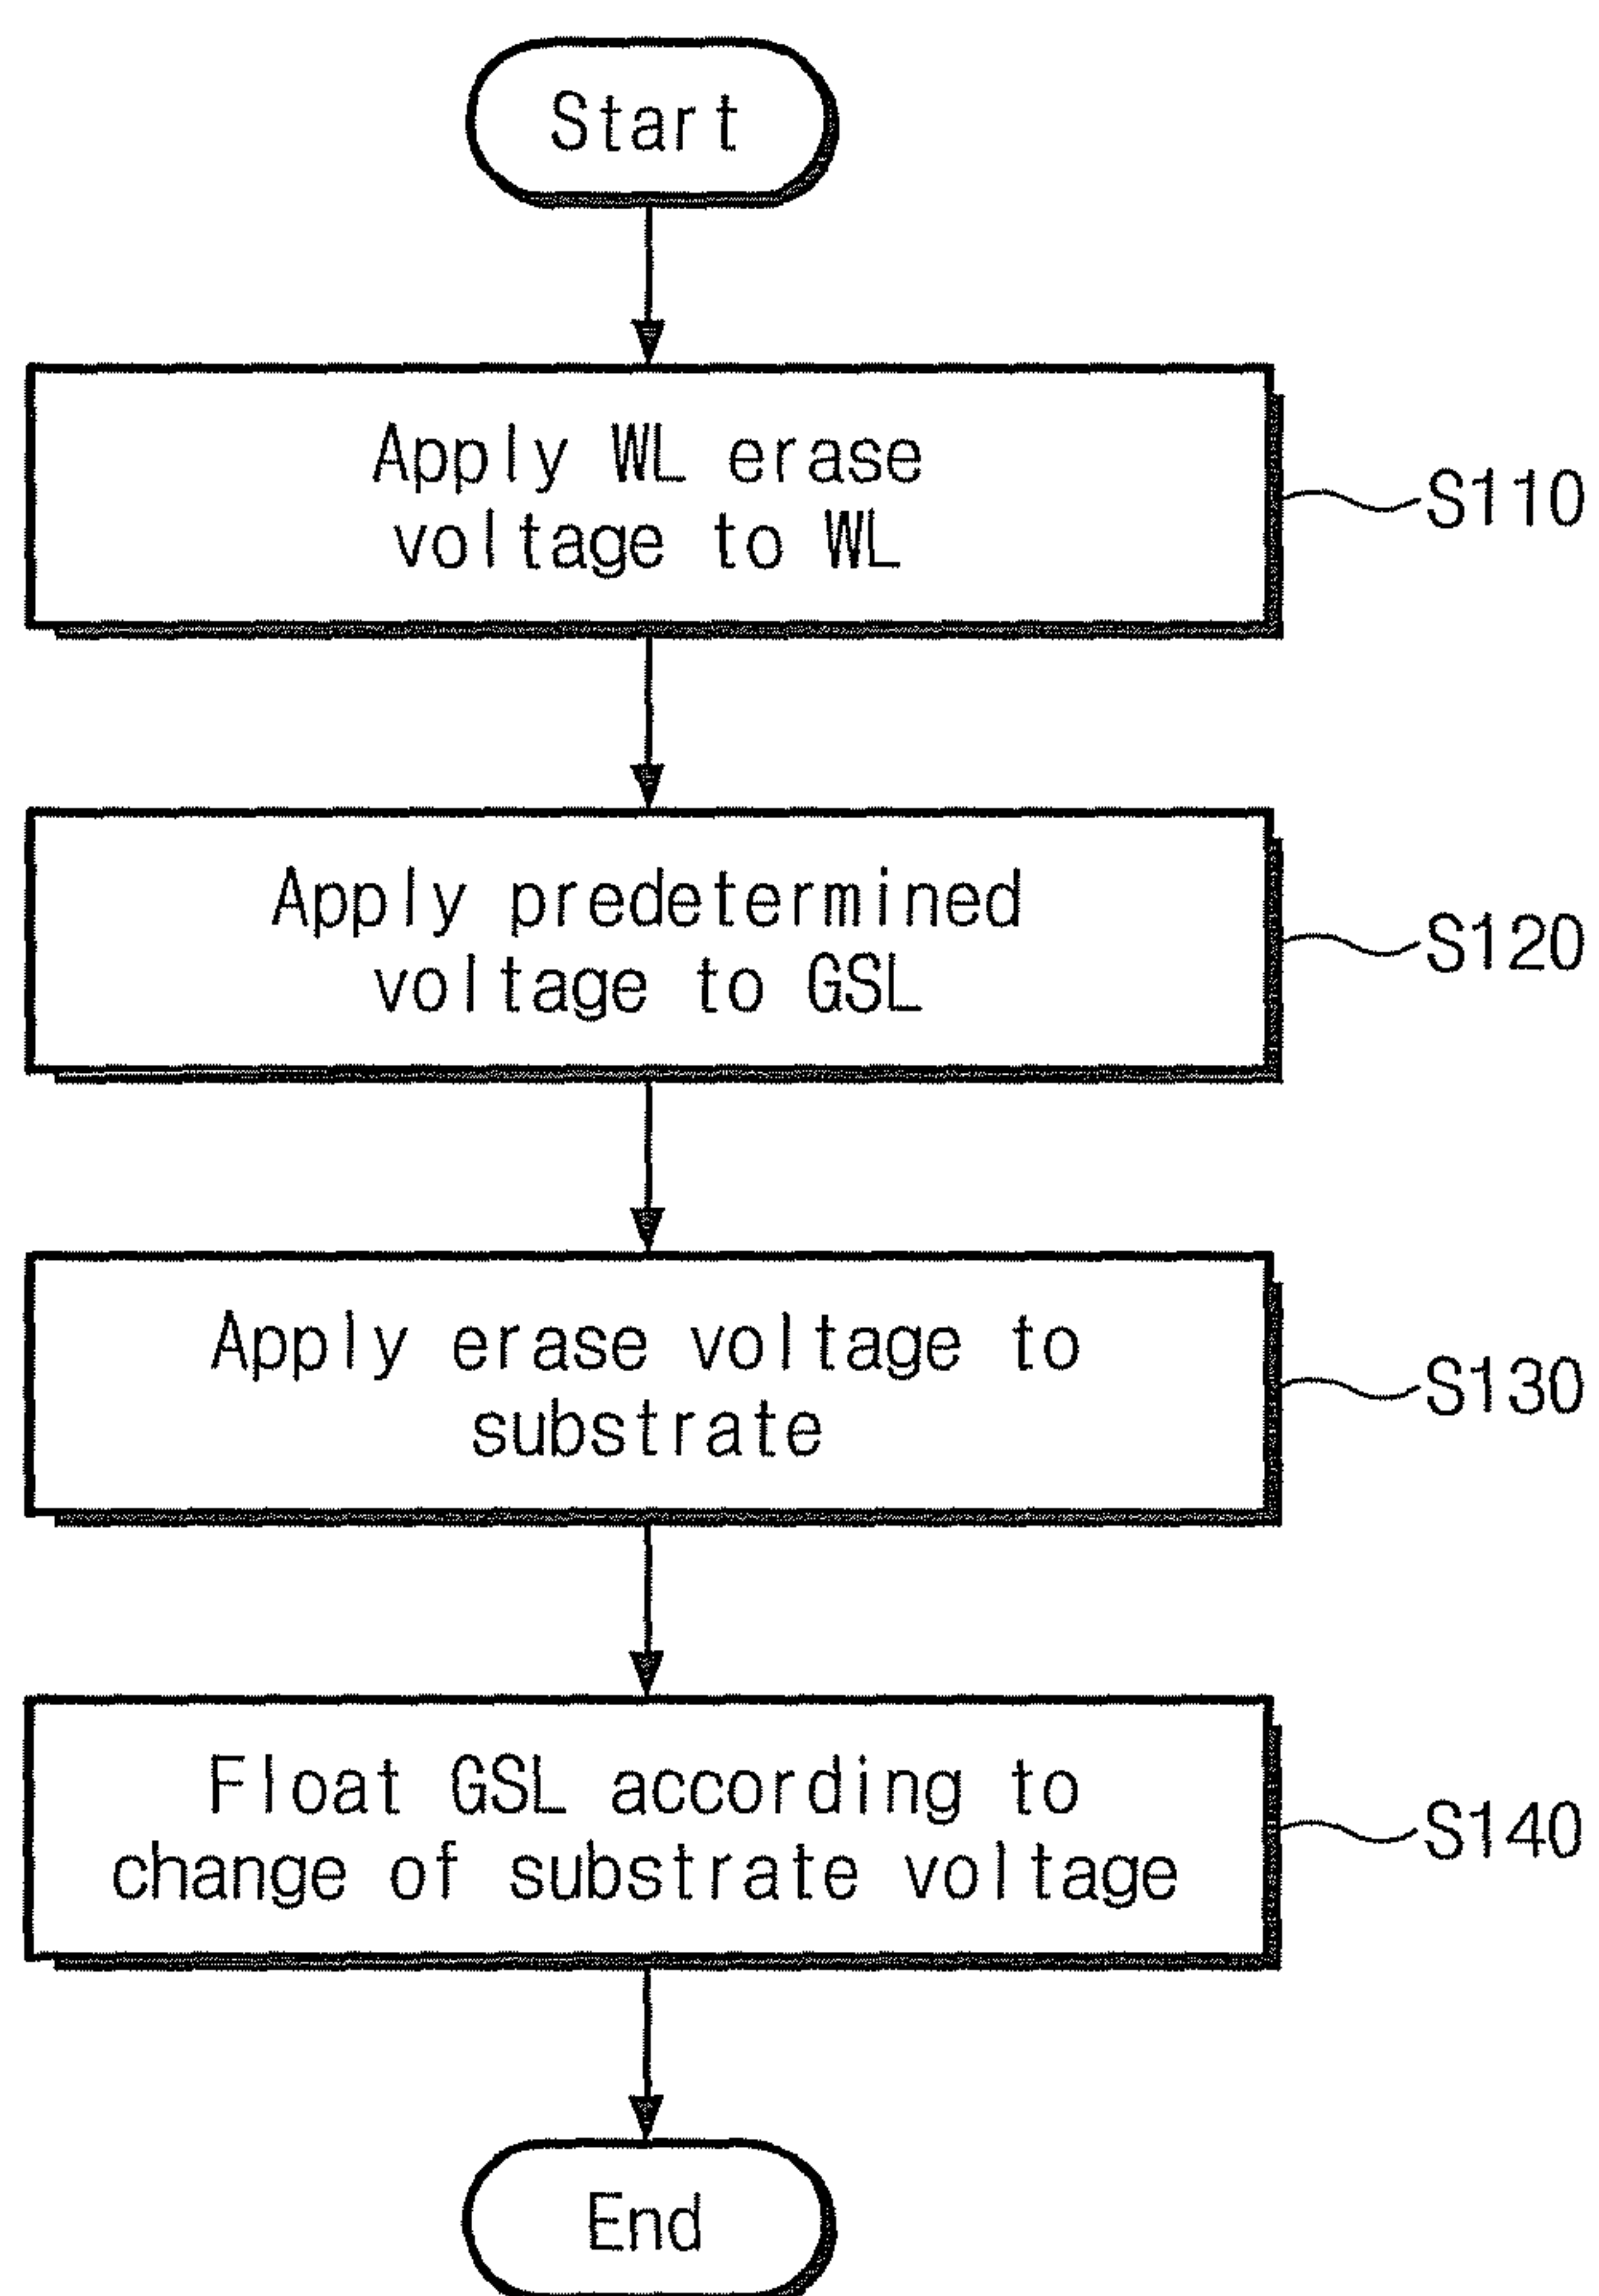 Start
Apply WL erase
voltage to WL
S110
Apply predetermined
voltage to GSL
S120
Apply erase voltage to
substrate
S130
Float GSL according to
change of substrate voltage
S140
End